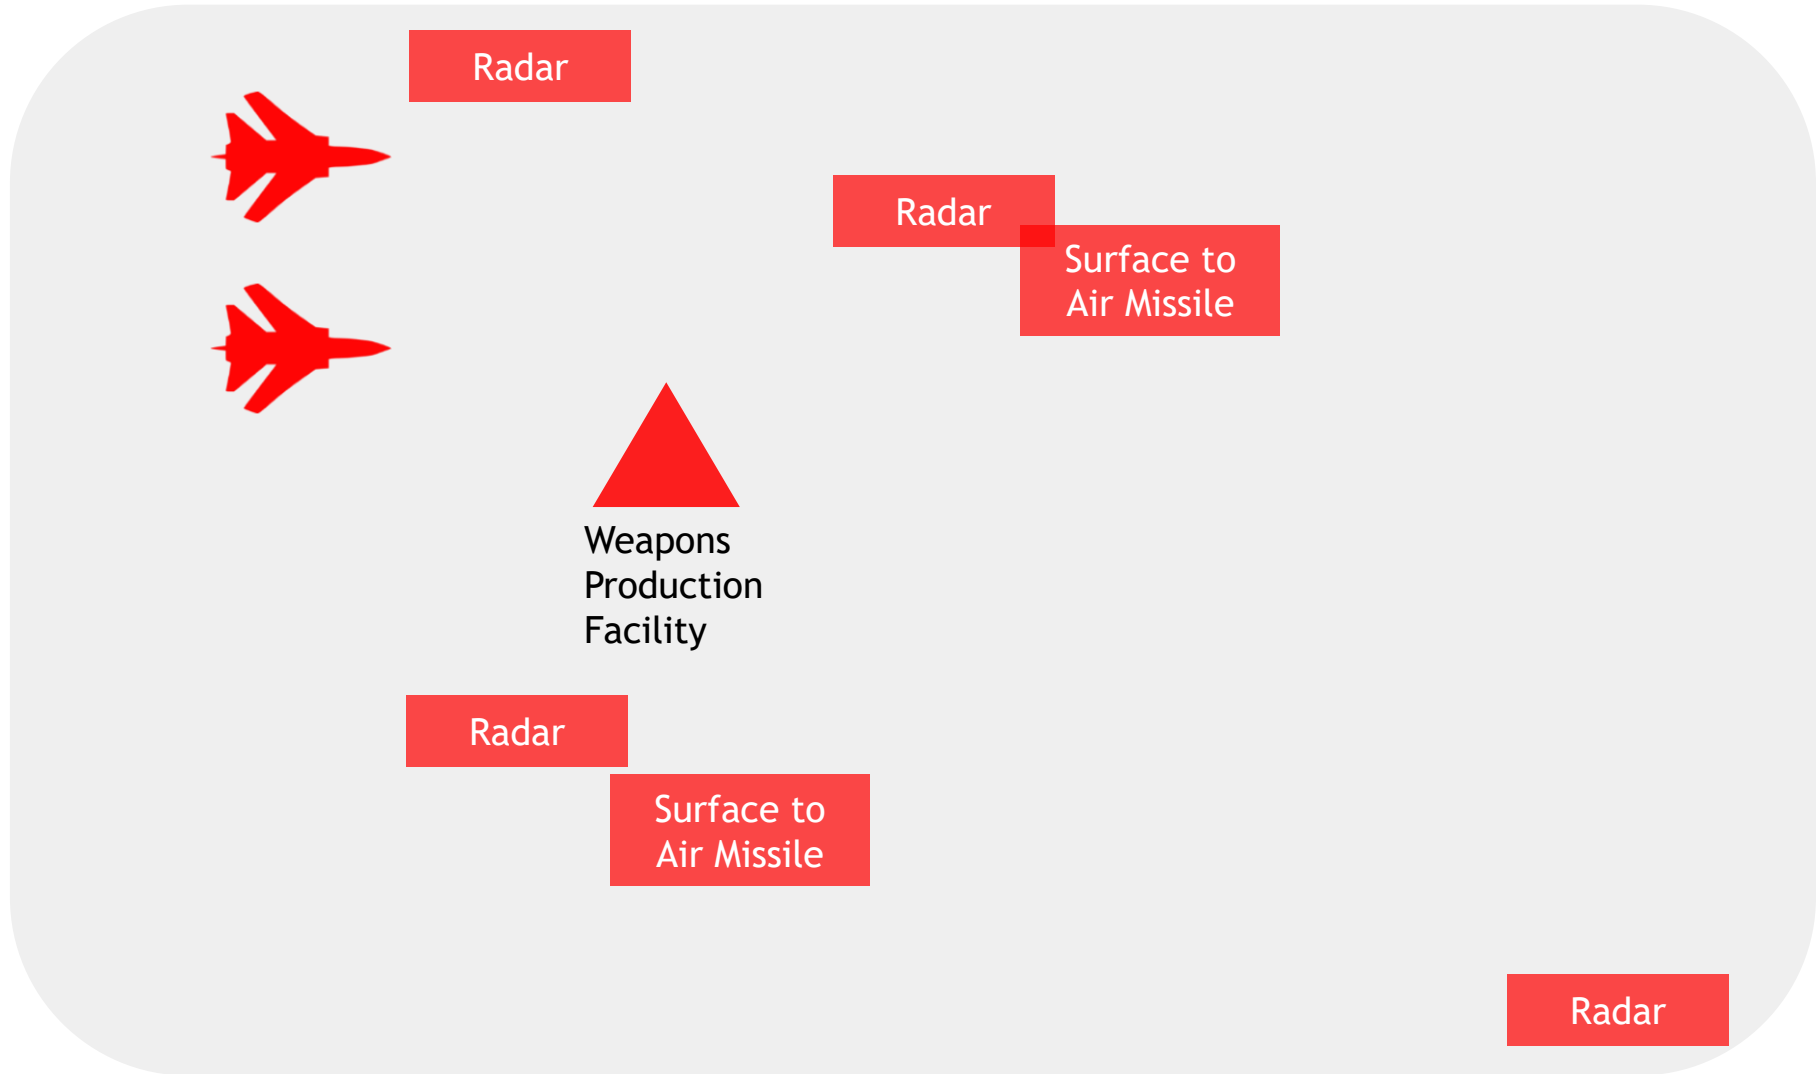 Radar
Radar
Surface to
Air Missile
Weapons
Production
Facility
Radar
Surface to
Air Missile
Radar